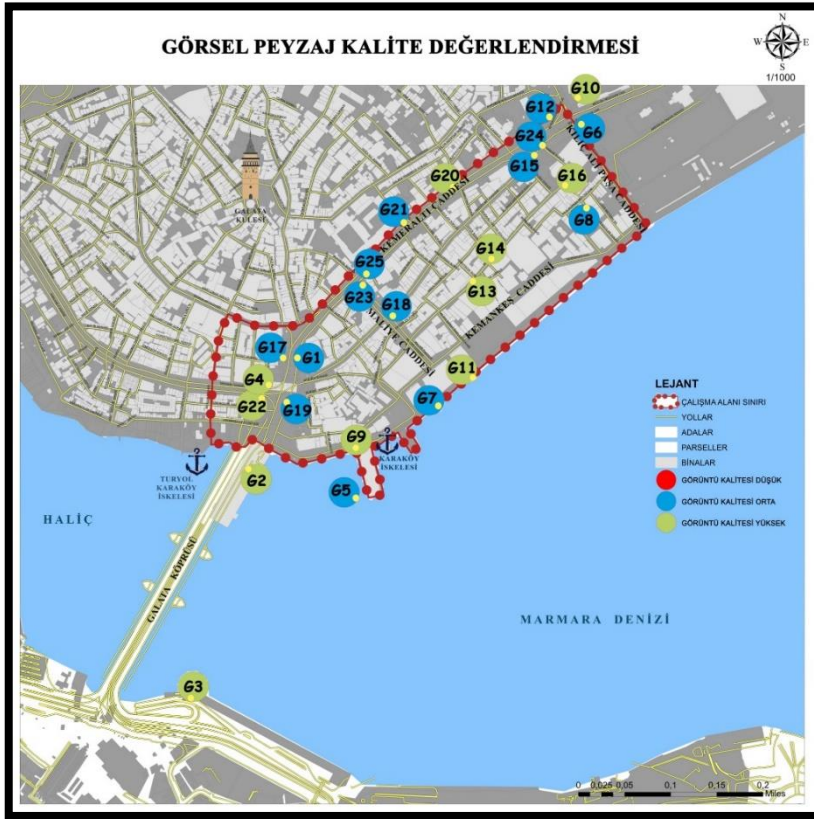 GÖRSEL PEYZAJ KALİTE DEĞERLENDİRMESİ
N
W E
S
1/1000
G10
G12
G6
G24
KILIÇALİ PAŞA CADDESİ
G15
G20
G16
G21
KEMERALTI CADDESİ
G8
GALATA
KULESİ
G14
G25
G13
G23
KEMANKEŞ CADDESİ
G18
MALİYE CADDESİ
G17
G1
G4
G11
G22
G19
G7
G9
KARAKÖY
İSKELESİ
TURYOL
KARAKÖY
İSKELESİ
G2
G5
HALİÇ
GALATA KÖPRÜSÜ
MARMARA DENİZİ
G3
LEJANT
ÇALIŞMA ALANI SINIRI
YOLLAR
ADALAR
PARSELLER
BİNALAR
GÖRÜNTÜ KALİTESİ DÜŞÜK
GÖRÜNTÜ KALİTESİ ORTA
GÖRÜNTÜ KALİTESİ YÜKSEK
0 0,025 0,05 0,1 0,15 0,2
Miles